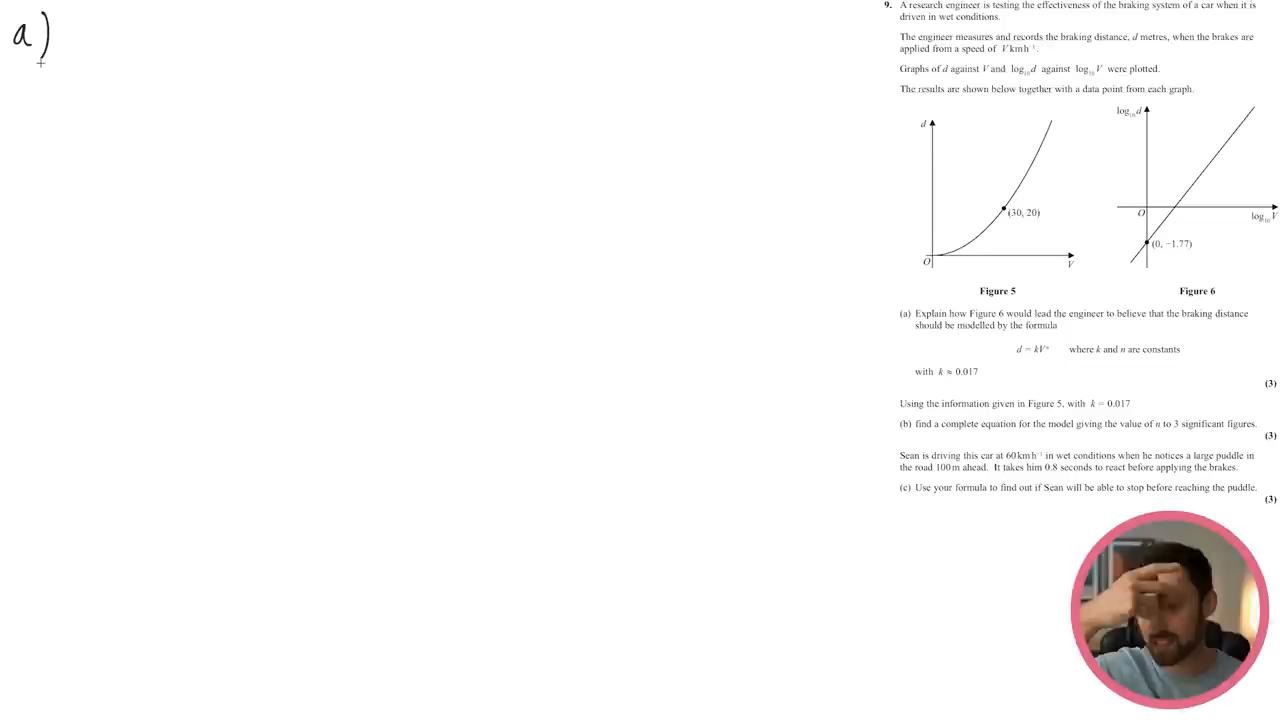 a)
9. A research engineer is testing the effectiveness of the braking system of a car when it is
driven in wet conditions.
The engineer measures and records the braking distance, d metres, when the brakes are
applied from a speed of V km h⁻¹.
Graphs of d against V and log₁₀ d against log₁₀ V were plotted.
The results are shown below together with a data point from each graph.
d
(30, 20)
O
V
Figure 5
log₁₀d
O
log₁₀V
(0, −1.77)
Figure 6
(a) Explain how Figure 6 would lead the engineer to believe that the braking distance
should be modelled by the formula
d = kVⁿ where k and n are constants
with k ≈ 0.017
(3)
Using the information given in Figure 5, with k = 0.017
(b) find a complete equation for the model giving the value of n to 3 significant figures.
(3)
Sean is driving this car at 60 km h⁻¹ in wet conditions when he notices a large puddle in
the road 100 m ahead. It takes him 0.8 seconds to react before applying the brakes.
(c) Use your formula to find out if Sean will be able to stop before reaching the puddle.
(3)